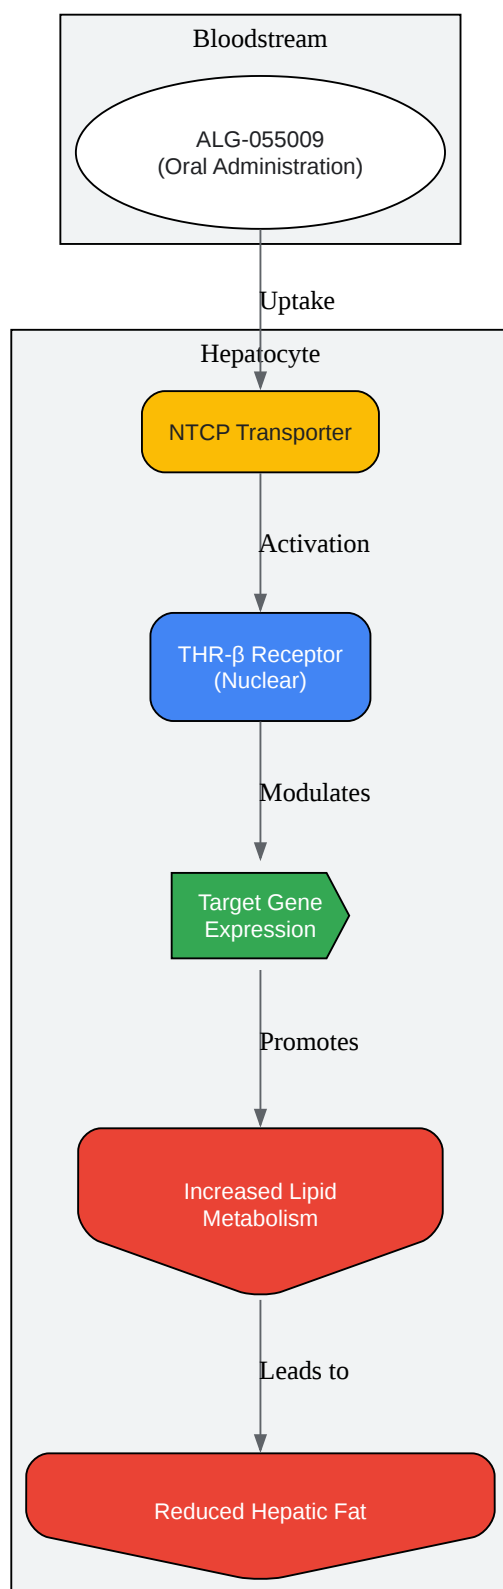 Bloodstream
ALG-055009
(Oral Administration)
Uptake
Hepatocyte
NTCP Transporter
Activation
THR-β Receptor
(Nuclear)
Modulates
Target Gene
Expression
Promotes
Increased Lipid
Metabolism
Leads to
Reduced Hepatic Fat